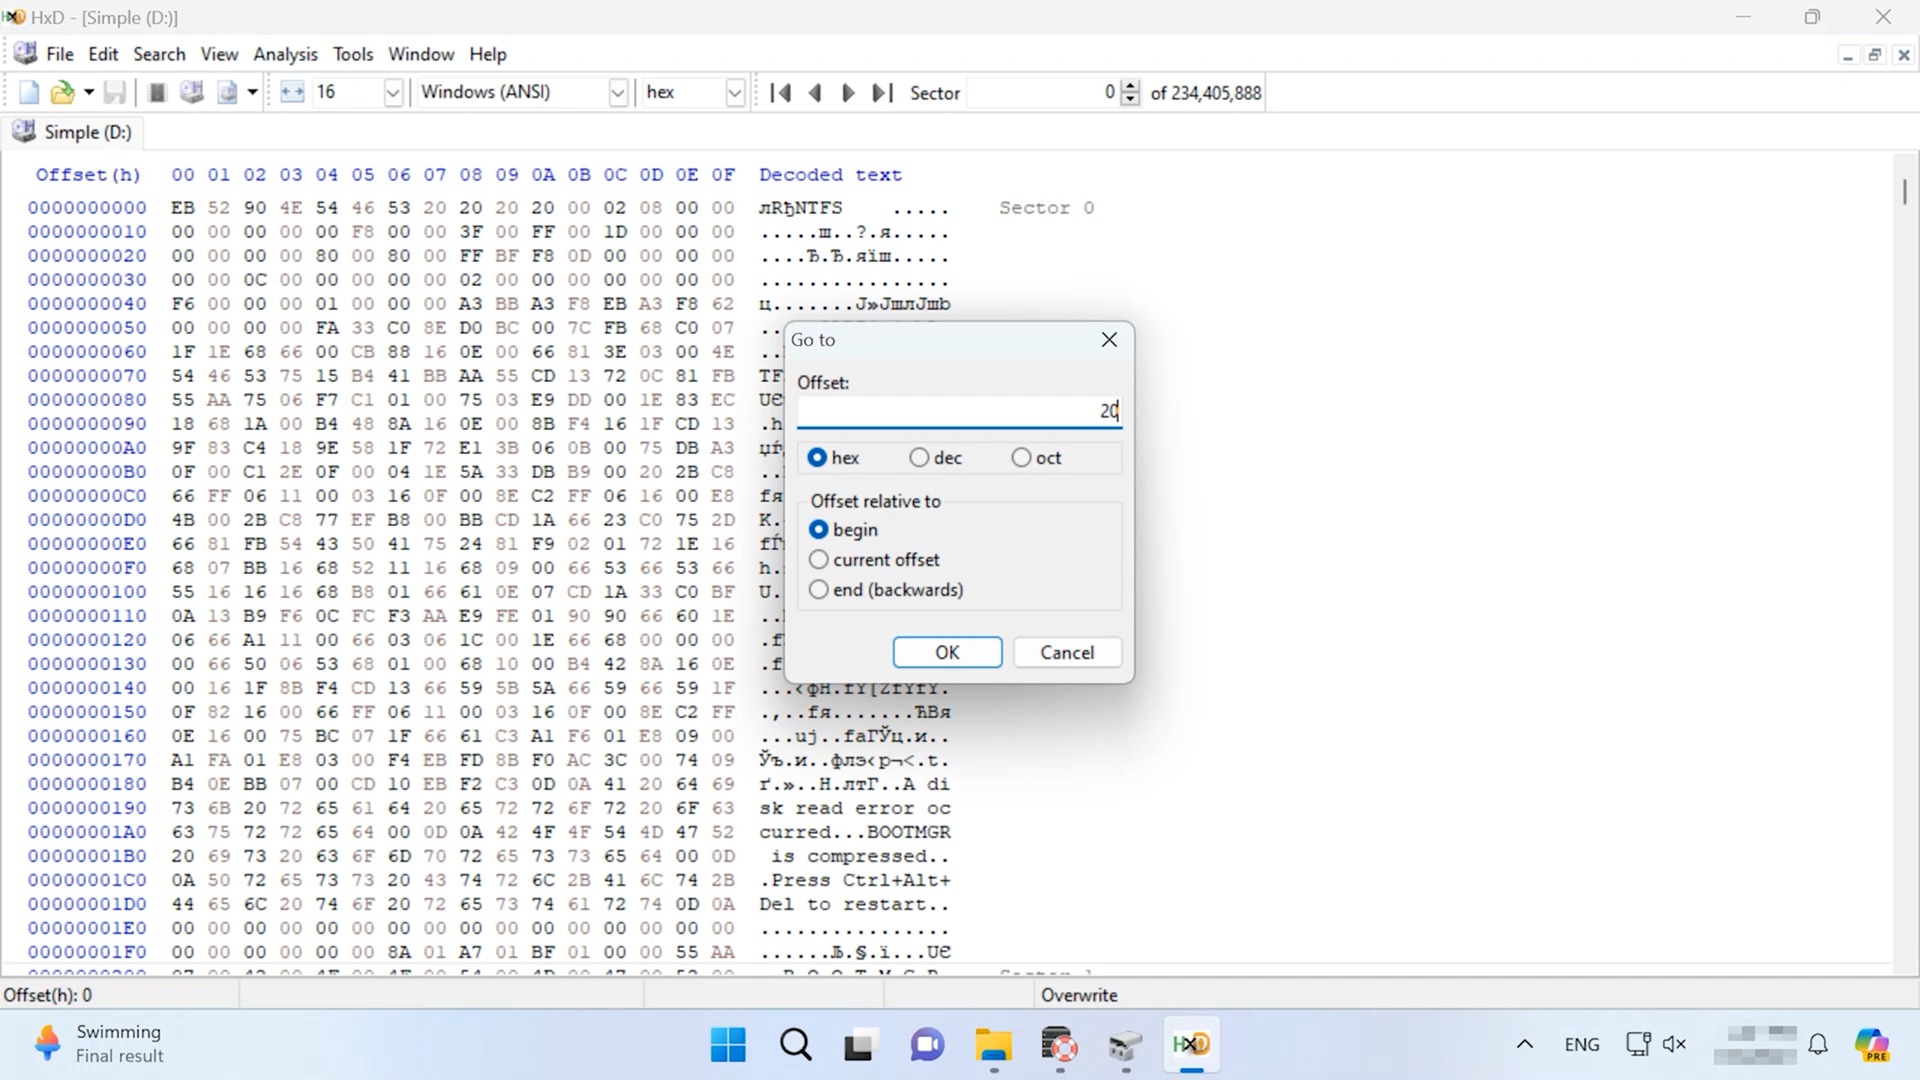 HxD - [Simple (D:)]
File Edit Search View Analysis Tools Window Help
16 Windows (ANSI) hex Sector 0 of 234,405,888
Simple (D:)
Offset(h) 00 01 02 03 04 05 06 07 08 09 0A 0B 0C 0D 0E 0F Decoded text
0000000000 EB 52 90 4E 54 46 53 20 20 20 20 00 02 08 00 00 лRђNTFS ..... Sector 0
0000000010 00 00 00 00 00 F8 00 00 3F 00 FF 00 1D 00 00 00 .....ш..?.я.....
0000000020 00 00 00 00 80 00 80 00 FF BF F8 0D 00 00 00 00 ....Ђ.Ђ.яїш.....
0000000030 00 00 0C 00 00 00 00 00 02 00 00 00 00 00 00 00 ................
0000000040 F6 00 00 00 01 00 00 00 A3 BB A3 F8 EB A3 F8 62 ц.......Ј»ЈшлЈшb
0000000050 00 00 00 00 FA 33 C0 8E D0 BC 00 7C FB 68 C0 07 ..
0000000060 1F 1E 68 66 00 CB 88 16 0E 00 66 81 3E 03 00 4E ..
0000000070 54 46 53 75 15 B4 41 BB AA 55 CD 13 72 0C 81 FB TF
0000000080 55 AA 75 06 F7 C1 01 00 75 03 E9 DD 00 1E 83 EC UЄ
0000000090 18 68 1A 00 B4 48 8A 16 0E 00 8B F4 16 1F CD 13 .h
00000000A0 9F 83 C4 18 9E 58 1F 72 E1 3B 06 0B 00 75 DB A3 џѓ
00000000B0 0F 00 C1 2E 0F 00 04 1E 5A 33 DB B9 00 20 2B C8 ..
00000000C0 66 FF 06 11 00 03 16 0F 00 8E C2 FF 06 16 00 E8 fя
00000000D0 4B 00 2B C8 77 EF B8 00 BB CD 1A 66 23 C0 75 2D K.
00000000E0 66 81 FB 54 43 50 41 75 24 81 F9 02 01 72 1E 16 fЃ
00000000F0 68 07 BB 16 68 52 11 16 68 09 00 66 53 66 53 66 h.
0000000100 55 16 16 16 68 B8 01 66 61 0E 07 CD 1A 33 C0 BF U.
0000000110 0A 13 B9 F6 0C FC F3 AA E9 FE 01 90 90 66 60 1E ..
0000000120 06 66 A1 11 00 66 03 06 1C 00 1E 66 68 00 00 00 .f
0000000130 00 66 50 06 53 68 01 00 68 10 00 B4 42 8A 16 0E .f
0000000140 00 16 1F 8B F4 CD 13 66 59 5B 5A 66 59 66 59 1F ...‹фН.fY[ZfYfY.
0000000150 0F 82 16 00 66 FF 06 11 00 03 16 0F 00 8E C2 FF .‚..fя.......ЋВя
0000000160 0E 16 00 75 BC 07 1F 66 61 C3 A1 F6 01 E8 09 00 ...uј..faГЎц.и..
0000000170 A1 FA 01 E8 03 00 F4 EB FD 8B F0 AC 3C 00 74 09 Ўъ.и..флэ‹р¬<.t.
0000000180 B4 0E BB 07 00 CD 10 EB F2 C3 0D 0A 41 20 64 69 ґ.»..Н.лтГ..A di
0000000190 73 6B 20 72 65 61 64 20 65 72 72 6F 72 20 6F 63 sk read error oc
00000001A0 63 75 72 72 65 64 00 0D 0A 42 4F 4F 54 4D 47 52 curred...BOOTMGR
00000001B0 20 69 73 20 63 6F 6D 70 72 65 73 73 65 64 00 0D is compressed..
00000001C0 0A 50 72 65 73 73 20 43 74 72 6C 2B 41 6C 74 2B .Press Ctrl+Alt+
00000001D0 44 65 6C 20 74 6F 20 72 65 73 74 61 72 74 0D 0A Del to restart..
00000001E0 00 00 00 00 00 00 00 00 00 00 00 00 00 00 00 00 ................
00000001F0 00 00 00 00 00 00 8A 01 A7 01 BF 01 00 00 55 AA ......Љ.§.ї...UЄ
Go to
Offset:
20
hex dec oct
Offset relative to
begin
current offset
end (backwards)
OK Cancel
Offset(h): 0 Overwrite
Swimming
Final result
HXD
ENG
PRE